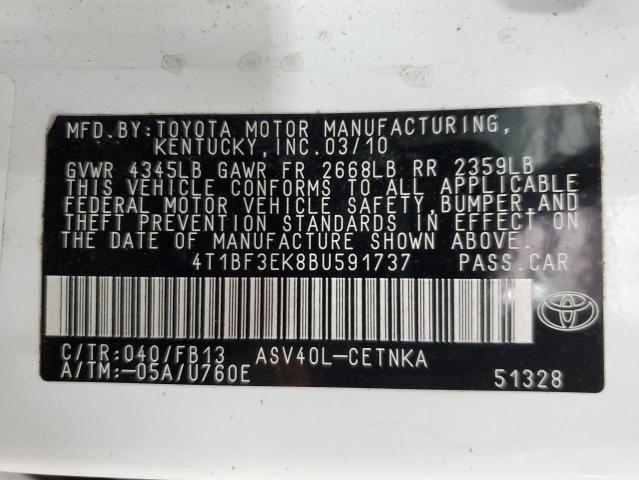 MFD.BY:TOYOTA MOTOR MANUFACTURING,
KENTUCKY,INC.03/10
GVWR 4345LB GAWR FR 2668LB RR 2359LB
THIS VEHICLE CONFORMS TO ALL APPLICABLE
FEDERAL MOTOR VEHICLE SAFETY,BUMPER,AND
THEFT PREVENTION STANDARDS IN EFFECT ON
THE DATE OF MANUFACTURE SHOWN ABOVE.
4T1BF3EK8BU591737 PASS.CAR
C/TR:040/FB13 ASV40L-CETNKA
A/TM:-05A/U760E
51328